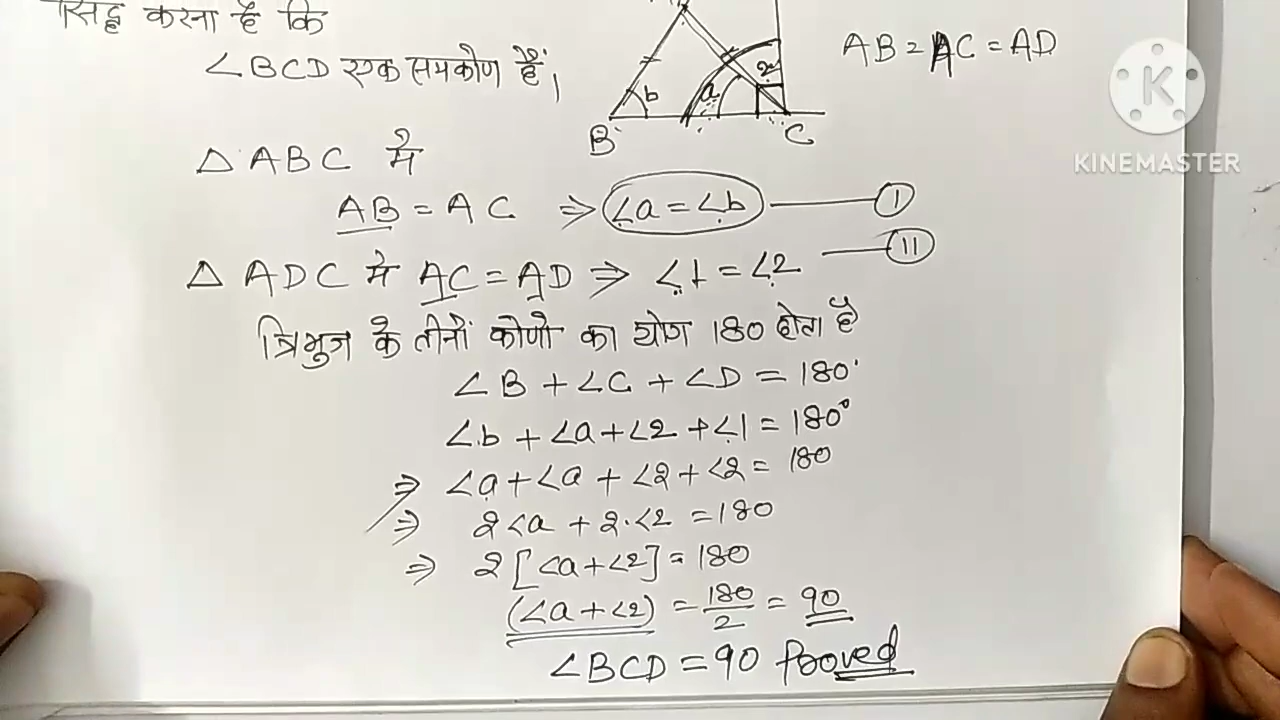 सिद्ध करना है कि
∠BCD एक समकोण है।
AB = AC = AD
b a 2
B C
K
KINEMASTER
△ ABC मे
AB = AC ⇒ ∠a = ∠b — I
△ ADC मे AC = AD ⇒ ∠1 = ∠2 — II
त्रिभुज के तीनों कोणो का योग 180 होता है
∠B + ∠C + ∠D = 180°
∠b + ∠a + ∠2 + ∠1 = 180°
⇒ ∠a + ∠a + ∠2 + ∠2 = 180
⇒ 2∠a + 2·∠2 = 180
⇒ 2[∠a + ∠2] = 180
(∠a + ∠2) = 180/2 = 90
∠BCD = 90 Proved